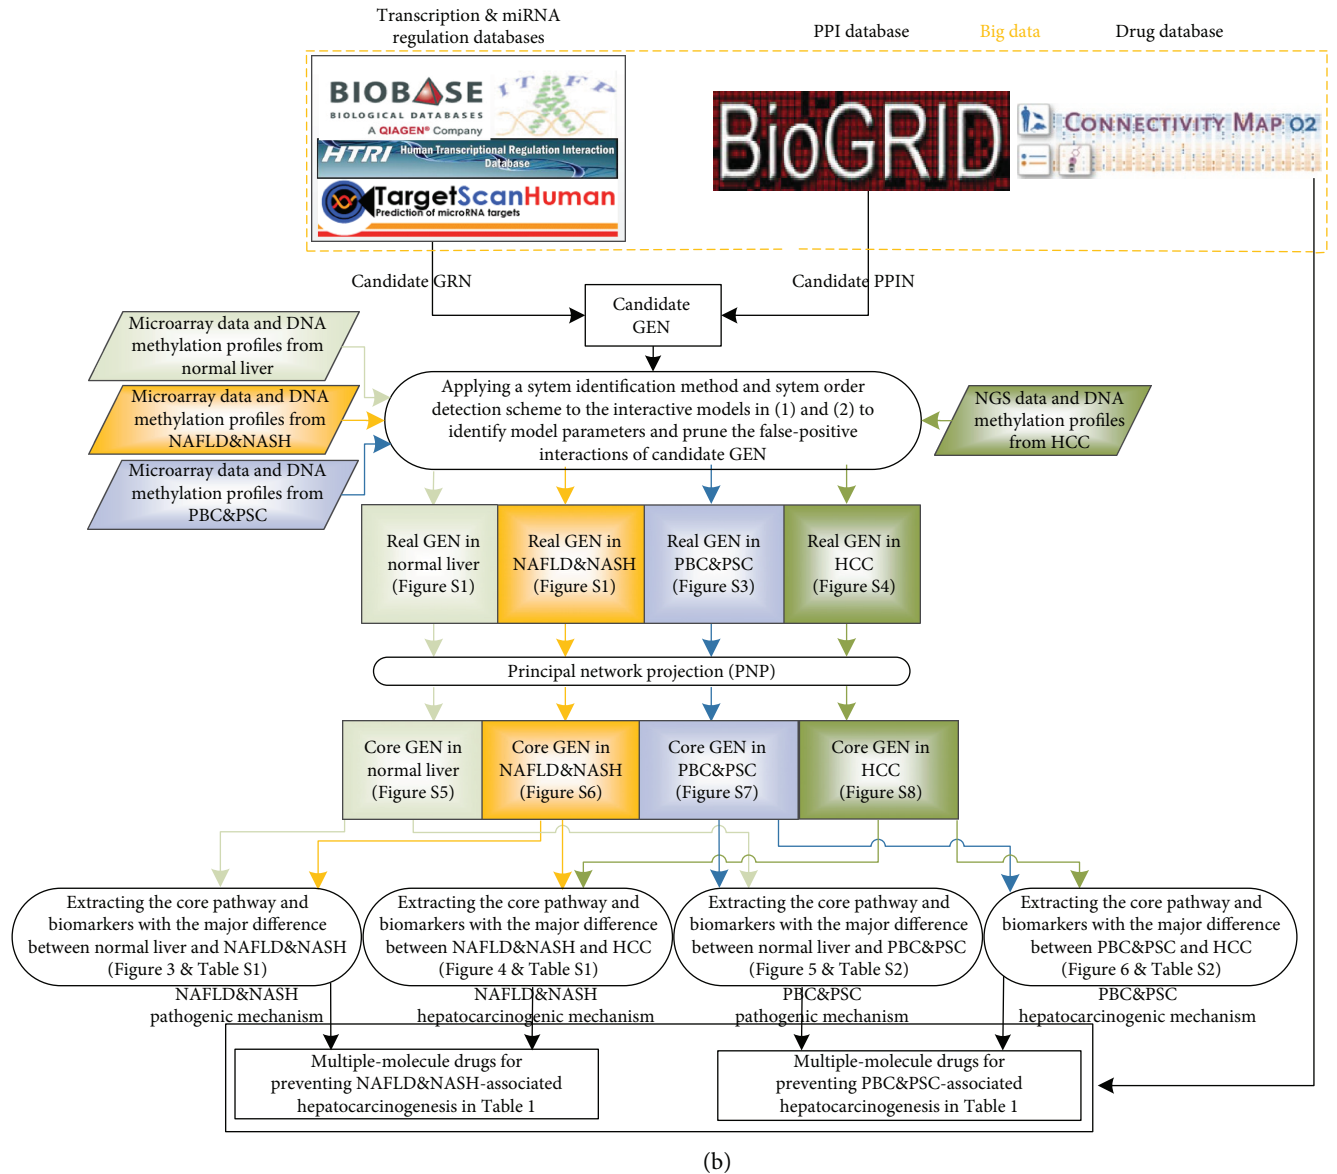 Transcription & miRNA
regulation databases
PPI database
Big data
Drug database
BIOBASE
BIOLOGICAL DATABASES
A QIAGEN® Company
ITFP
HTRI Human Transcriptional Regulation Interaction
Database
TargetScanHuman
Prediction of microRNA targets
BioGRID
CONNECTIVITY MAP 02
Candidate GRN
Candidate PPIN
Candidate
GEN
Microarray data and DNA
methylation profiles from
normal liver
Microarray data and DNA
methylation profiles from
NAFLD&NASH
Microarray data and DNA
methylation profiles from
PBC&PSC
Applying a sytem identification method and sytem order
detection scheme to the interactive models in (1) and (2) to
identify model parameters and prune the false-positive
interactions of candidate GEN
NGS data and DNA
methylation profiles
from HCC
Real GEN in
normal liver
(Figure S1)
Real GEN in
NAFLD&NASH
(Figure S1)
Real GEN in
PBC&PSC
(Figure S3)
Real GEN in
HCC
(Figure S4)
Principal network projection (PNP)
Core GEN in
normal liver
(Figure S5)
Core GEN in
NAFLD&NASH
(Figure S6)
Core GEN in
PBC&PSC
(Figure S7)
Core GEN in
HCC
(Figure S8)
Extracting the core pathway and
biomarkers with the major difference
between normal liver and NAFLD&NASH
(Figure 3 & Table S1)
Extracting the core pathway and
biomarkers with the major difference
between NAFLD&NASH and HCC
(Figure 4 & Table S1)
Extracting the core pathway and
biomarkers with the major difference
between normal liver and PBC&PSC
(Figure 5 & Table S2)
Extracting the core pathway and
biomarkers with the major difference
between PBC&PSC and HCC
(Figure 6 & Table S2)
NAFLD&NASH
pathogenic mechanism
NAFLD&NASH
hepatocarcinogenic mechanism
PBC&PSC
pathogenic mechanism
PBC&PSC
hepatocarcinogenic mechanism
Multiple-molecule drugs for
preventing NAFLD&NASH-associated
hepatocarcinogenesis in Table 1
Multiple-molecule drugs for
preventing PBC&PSC-associated
hepatocarcinogenesis in Table 1
(b)